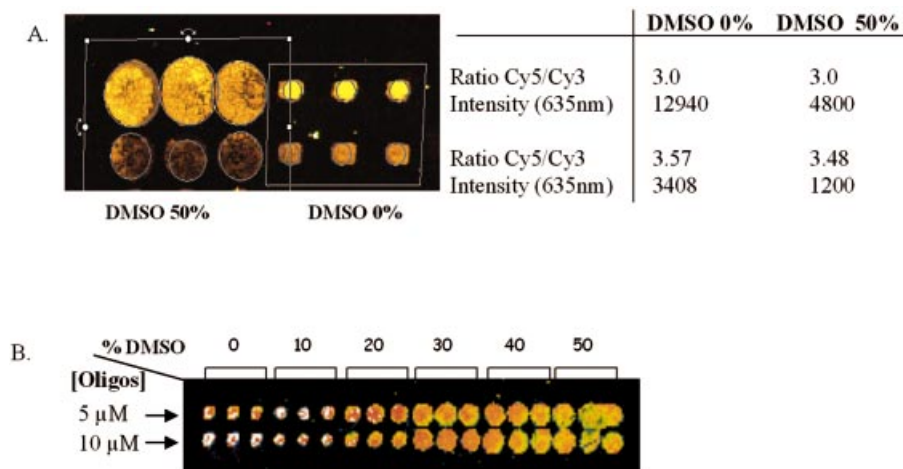 A.
DMSO 0% DMSO 50%
Ratio Cy5/Cy3 3.0 3.0
Intensity (635nm) 12940 4800
Ratio Cy5/Cy3 3.57 3.48
Intensity (635nm) 3408 1200
DMSO 50% DMSO 0%
B.
% DMSO 0 10 20 30 40 50
[Oligos]
5 µM
10 µM